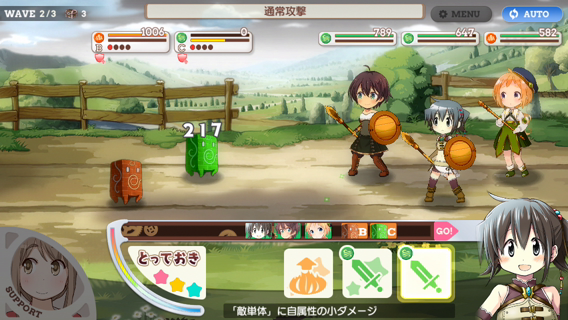 WAVE 2/3 3
通常攻撃
MENU
AUTO
1006
B
0
C
789
647
582
217
B
C
GO!
とっておき
SUPPORT
「敵単体」に自属性の小ダメージ